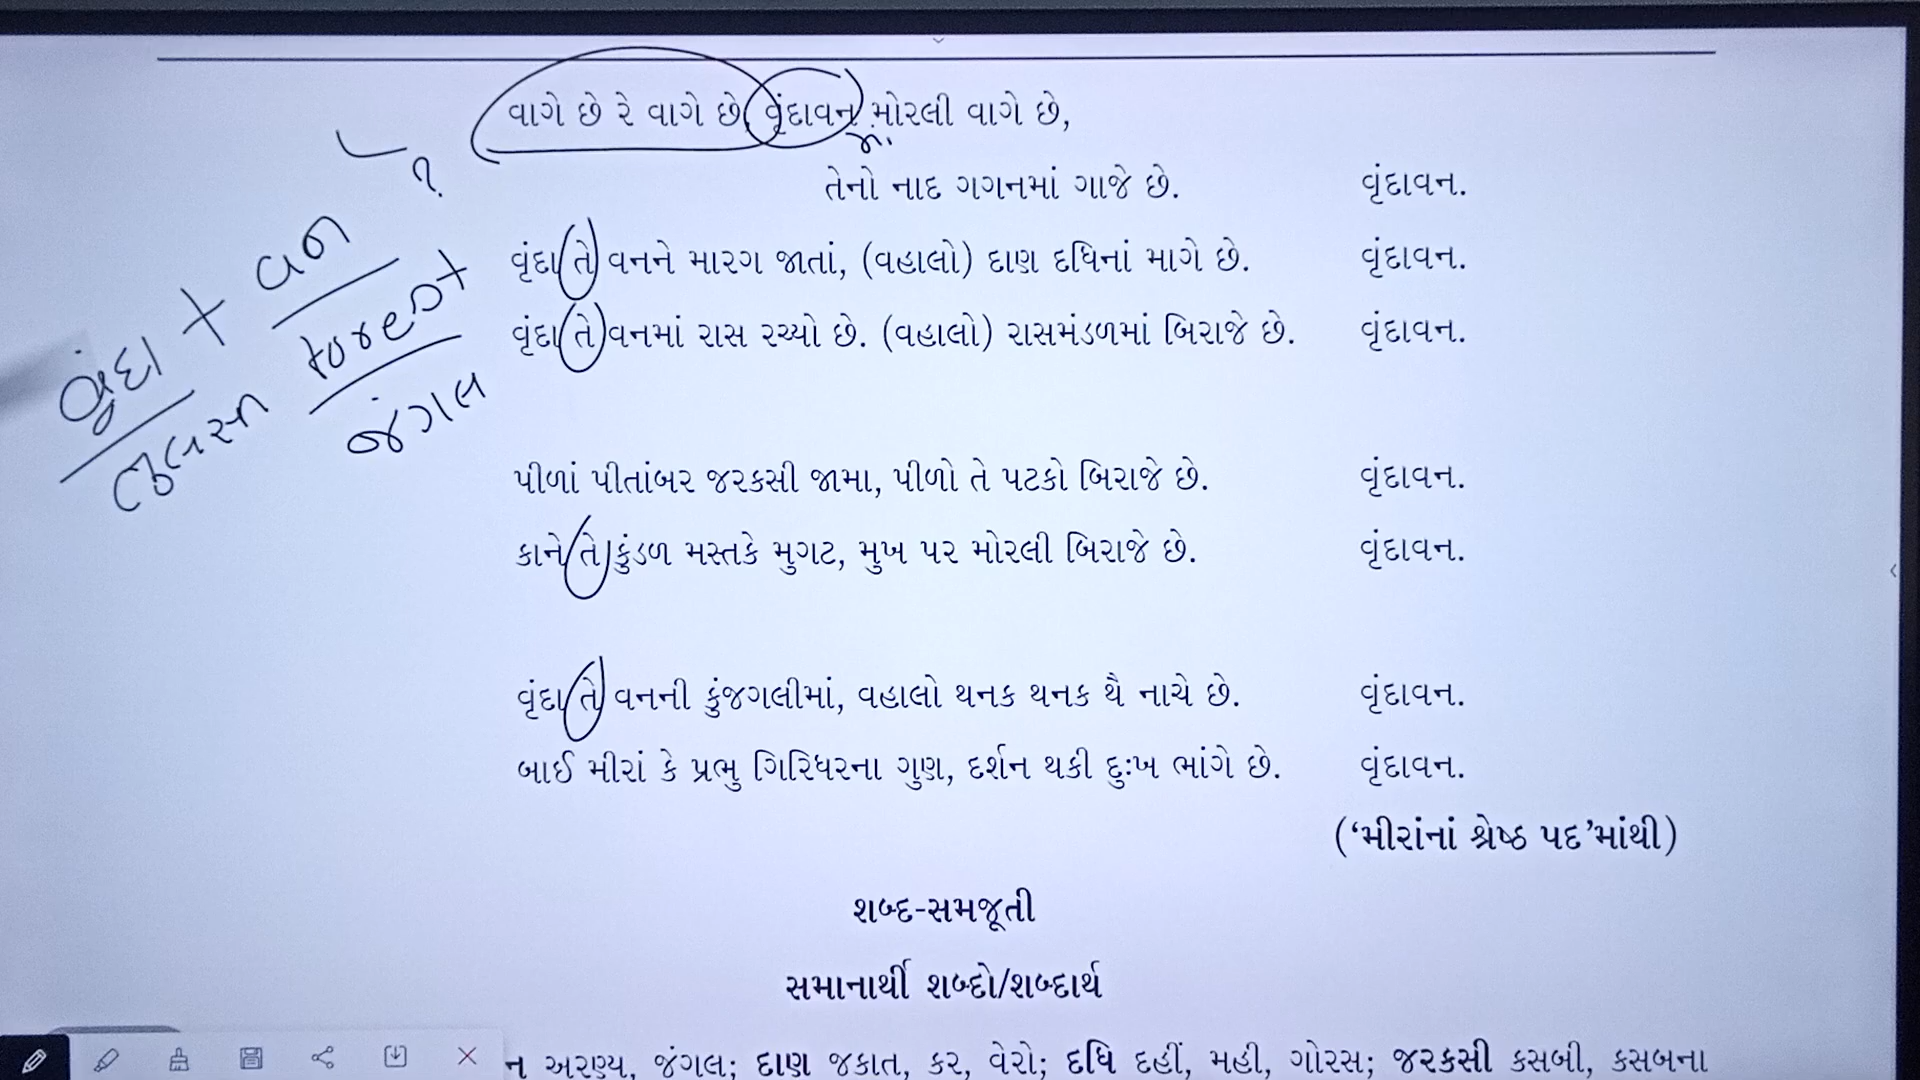 વાગે છે રે વાગે છે, વૃંદાવન મોરલી વાગે છે,
માં
તેનો નાદ ગગનમાં ગાજે છે. વૃંદાવન.
વૃંદા તે વનને મારગ જાતાં, (વહાલો) દાણ દધિનાં માગે છે. વૃંદાવન.
વૃંદા તે વનમાં રાસ રચ્યો છે. (વહાલો) રાસમંડળમાં બિરાજે છે. વૃંદાવન.
પીળાં પીતાંબર જરકસી જામા, પીળો તે પટકો બિરાજે છે. વૃંદાવન.
કાને તે કુંડળ મસ્તકે મુગટ, મુખ પર મોરલી બિરાજે છે. વૃંદાવન.
વૃંદા તે વનની કુંજગલીમાં, વહાલો થનક થનક થૈ નાચે છે. વૃંદાવન.
બાઈ મીરાં કે પ્રભુ ગિરિધરના ગુણ, દર્શન થકી દુઃખ ભાંગે છે. વૃંદાવન.
(‘મીરાંનાં શ્રેષ્ઠ પદ’માંથી)
શબ્દ-સમજૂતી
સમાનાર્થી શબ્દો/શબ્દાર્થ
ન અરણ્ય, જંગલ; દાણ જકાત, કર, વેરો; દધિ દહીં, મહી, ગોરસ; જરકસી કસબી, કસબના
વૃંદા + વન
?
forest
જંગલ